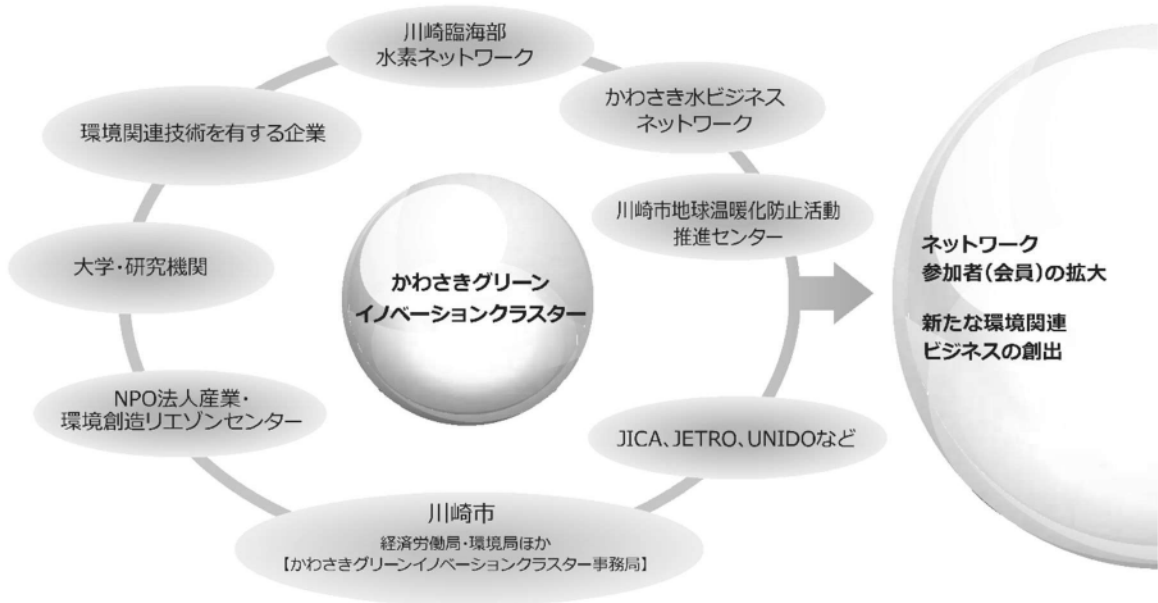 川崎臨海部
水素ネットワーク
かわさき水ビジネス
ネットワーク
環境関連技術を有する企業
川崎市地球温暖化防止活動
推進センター
大学・研究機関
かわさきグリーン
イノベーションクラスター
ネットワーク
参加者(会員)の拡大
新たな環境関連
ビジネスの創出
NPO法人産業・
環境創造リエゾンセンター
JICA、JETRO、UNIDOなど
川崎市
経済労働局・環境局ほか
【かわさきグリーンイノベーションクラスター事務局】